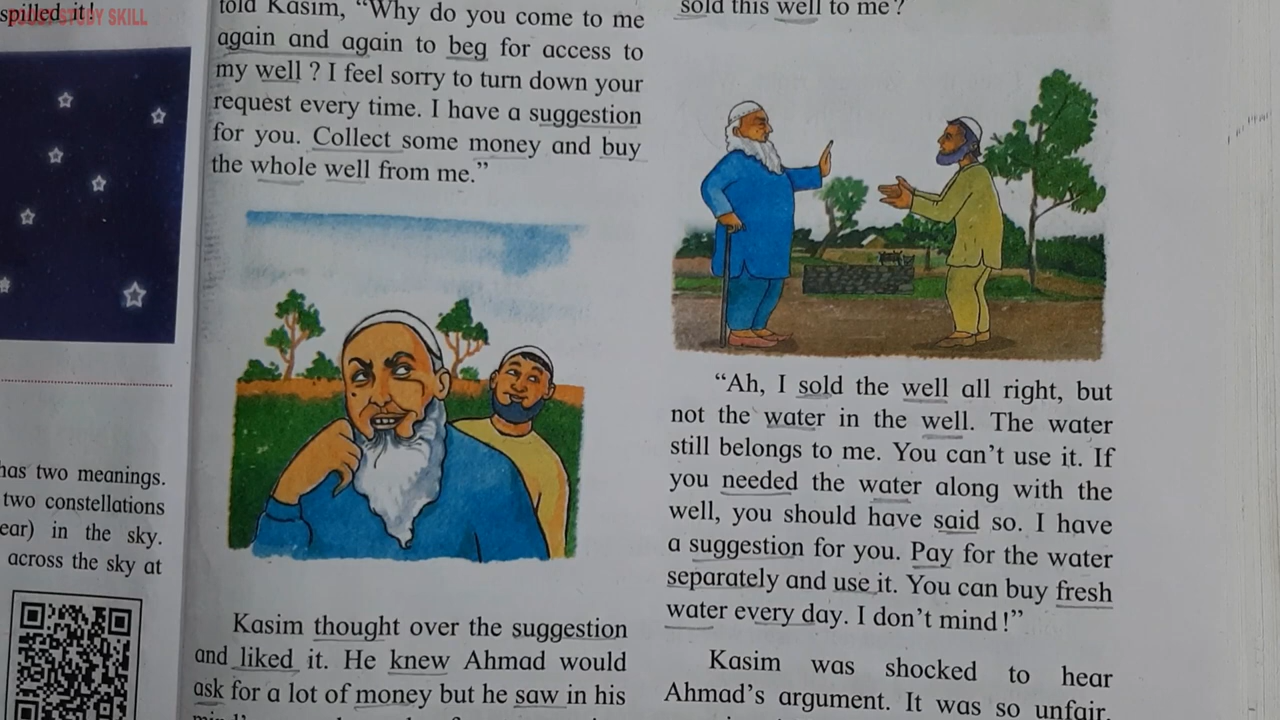 spilled it!
STUDY SKILL
has two meanings.
two constellations
ear) in the sky.
across the sky at
told Kasim, “Why do you come to me
again and again to beg for access to
my well ? I feel sorry to turn down your
request every time. I have a suggestion
for you. Collect some money and buy
the whole well from me.”
Kasim thought over the suggestion
and liked it. He knew Ahmad would
ask for a lot of money but he saw in his
sold this well to me ?
“Ah, I sold the well all right, but
not the water in the well. The water
still belongs to me. You can’t use it. If
you needed the water along with the
well, you should have said so. I have
a suggestion for you. Pay for the water
separately and use it. You can buy fresh
water every day. I don’t mind !”
Kasim was shocked to hear
Ahmad’s argument. It was so unfair.